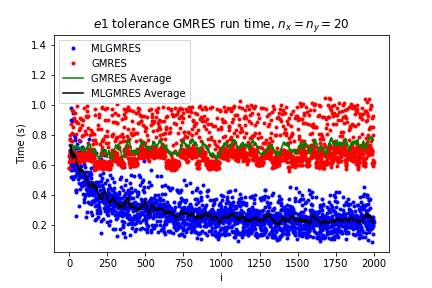 e1 tolerance GMRES run time, n_x = n_y = 20
1.4
1.2
1.0
0.8
0.6
0.4
0.2
Time (s)
MLGMRES
GMRES
GMRES Average
MLGMRES Average
0 250 500 750 1000 1250 1500 1750 2000
i